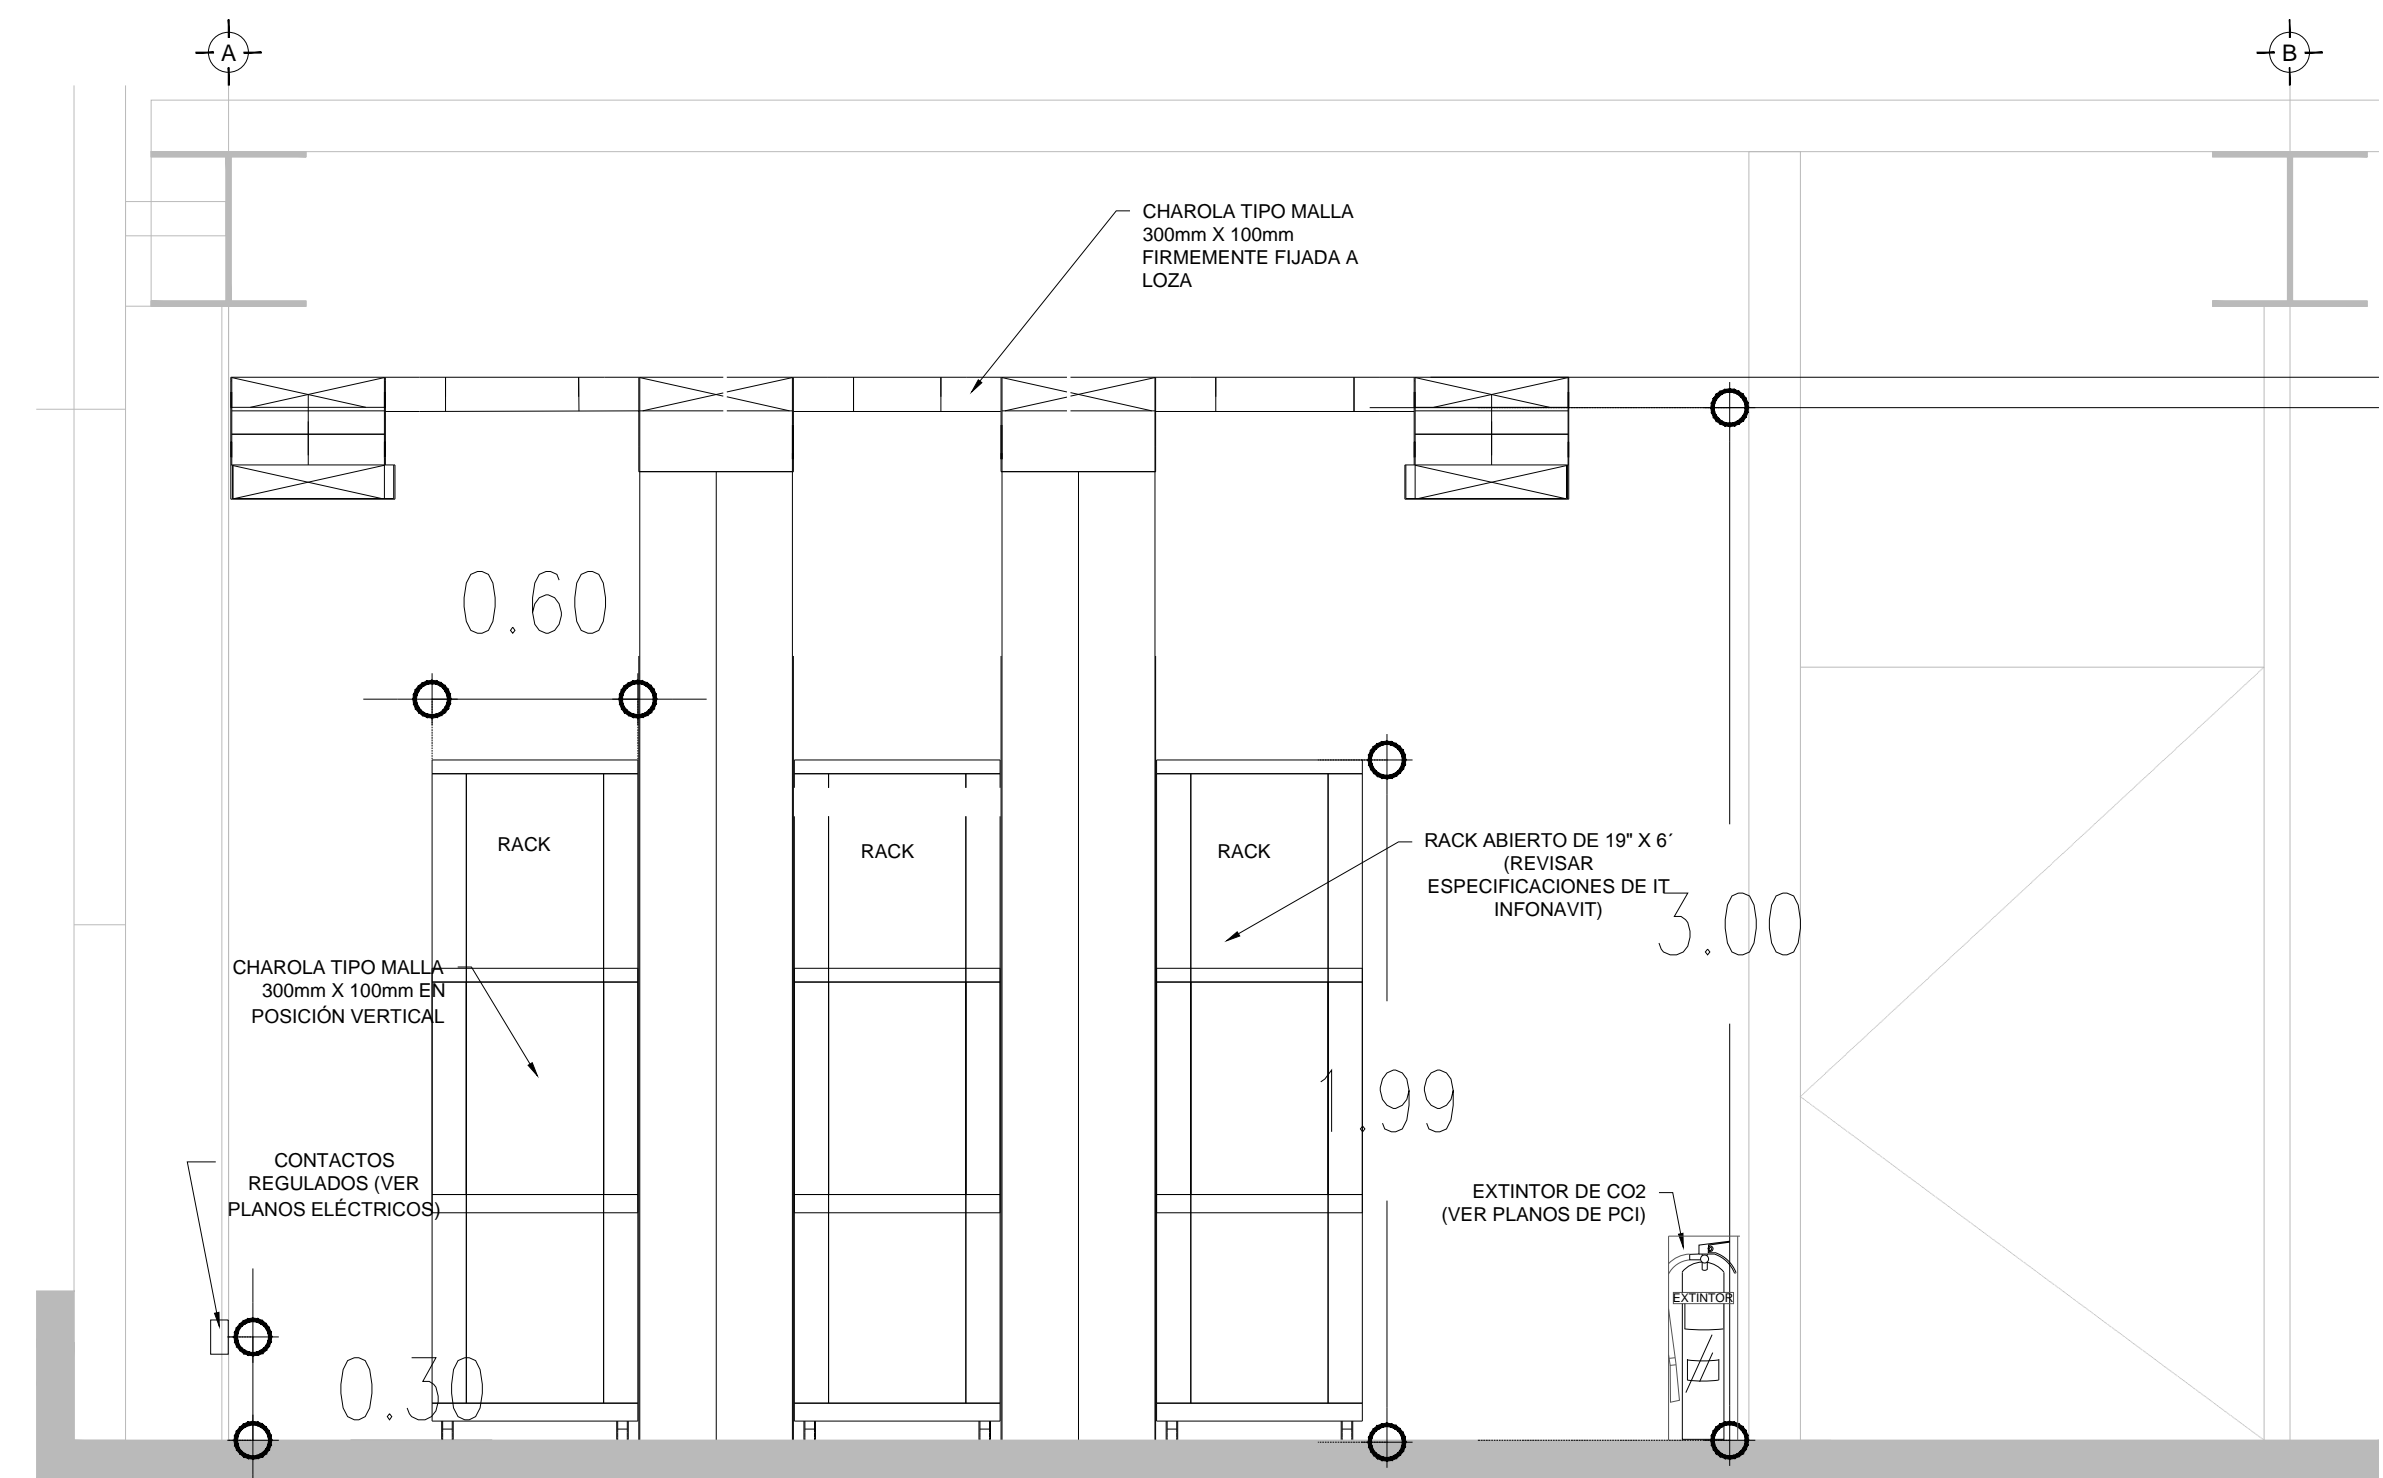 A
B
CHAROLA TIPO MALLA
300mm X 100mm
FIRMEMENTE FIJADA A
LOZA
0.60
RACK
RACK
RACK
RACK ABIERTO DE 19" X 6´
(REVISAR
ESPECIFICACIONES DE IT
INFONAVIT)
3.00
CHAROLA TIPO MALLA
300mm X 100mm EN
POSICIÓN VERTICAL
1.99
CONTACTOS
REGULADOS (VER
PLANOS ELÉCTRICOS)
EXTINTOR DE CO2
(VER PLANOS DE PCI)
EXTINTOR
0.30